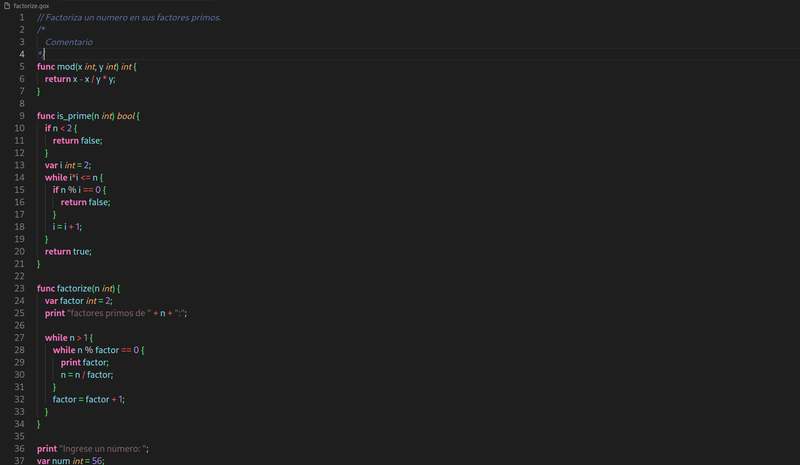 factorize.gox
1 // Factoriza un numero en sus factores primos.
2 /*
3 Comentario
4 */
5 func mod(x int, y int) int {
6 return x - x / y * y;
7 }
8
9 func is_prime(n int) bool {
10 if n < 2 {
11 return false;
12 }
13 var i int = 2;
14 while i*i <= n {
15 if n % i == 0 {
16 return false;
17 }
18 i = i + 1;
19 }
20 return true;
21 }
22
23 func factorize(n int) {
24 var factor int = 2;
25 print "factores primos de " + n + ":";
26
27 while n > 1 {
28 while n % factor == 0 {
29 print factor;
30 n = n / factor;
31 }
32 factor = factor + 1;
33 }
34 }
35
36 print "Ingrese un número: ";
37 var num int = 56;